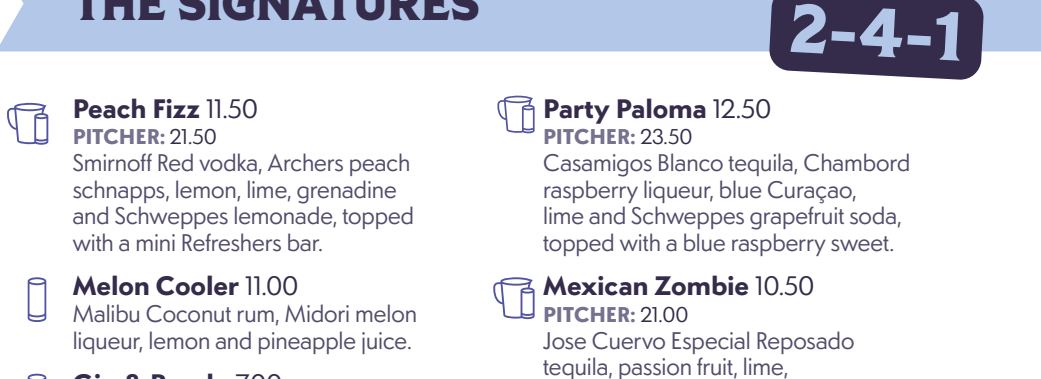 THE SIGNATURES
2-4-1
Peach Fizz 11.50
PITCHER: 21.50
Smirnoff Red vodka, Archers peach
schnapps, lemon, lime, grenadine
and Schweppes lemonade, topped
with a mini Refreshers bar.
Melon Cooler 11.00
Malibu Coconut rum, Midori melon
liqueur, lemon and pineapple juice.
Party Paloma 12.50
PITCHER: 23.50
Casamigos Blanco tequila, Chambord
raspberry liqueur, blue Curaçao,
lime and Schweppes grapefruit soda,
topped with a blue raspberry sweet.
Mexican Zombie 10.50
PITCHER: 21.00
Jose Cuervo Especial Reposado
tequila, passion fruit, lime,